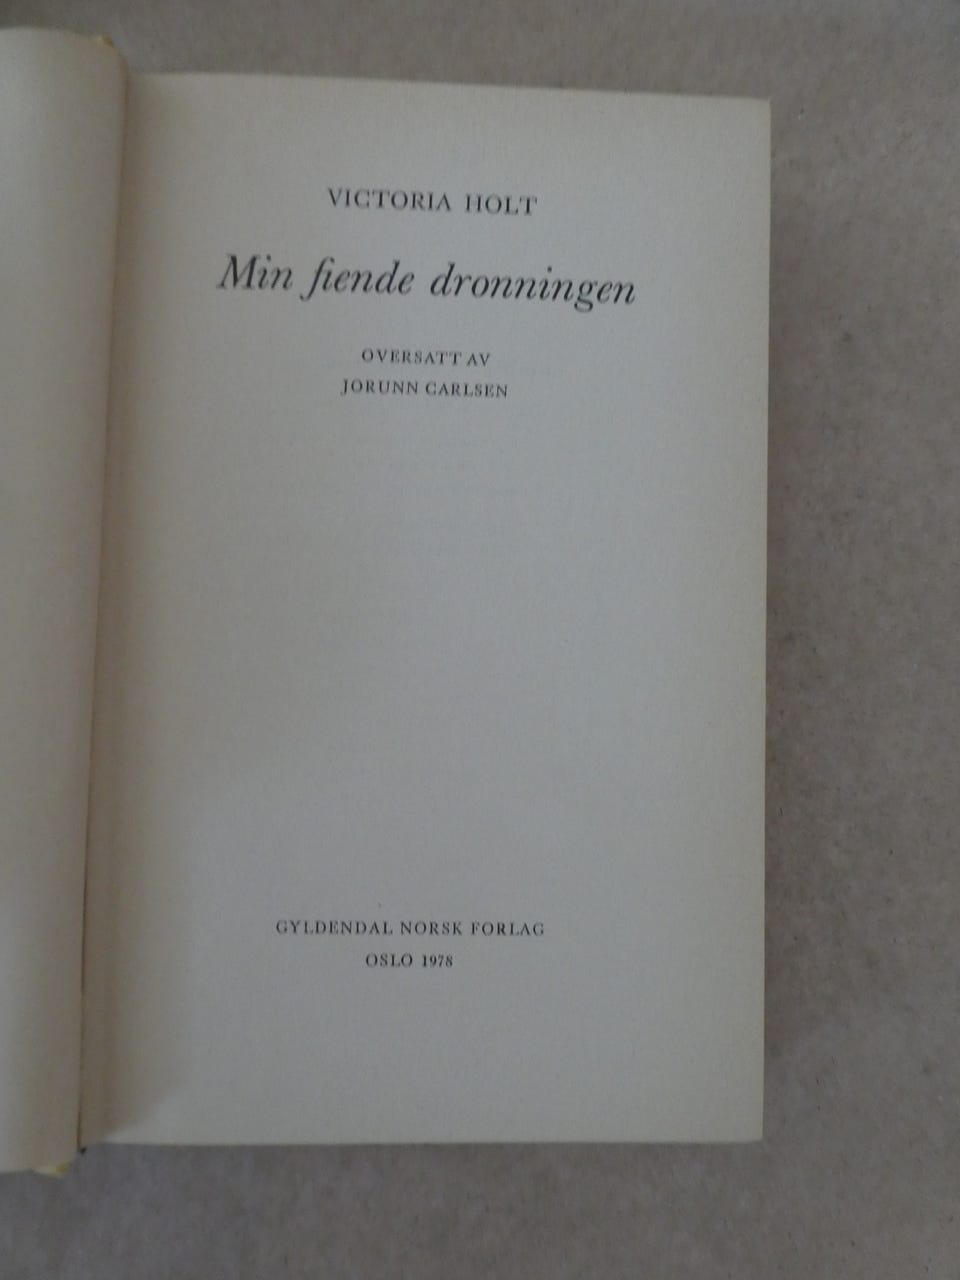 VICTORIA HOLT
Min fiende dronningen
OVERSATT AV
JORUNN CARLSEN
GYLDENDAL NORSK FORLAG
OSLO 1978